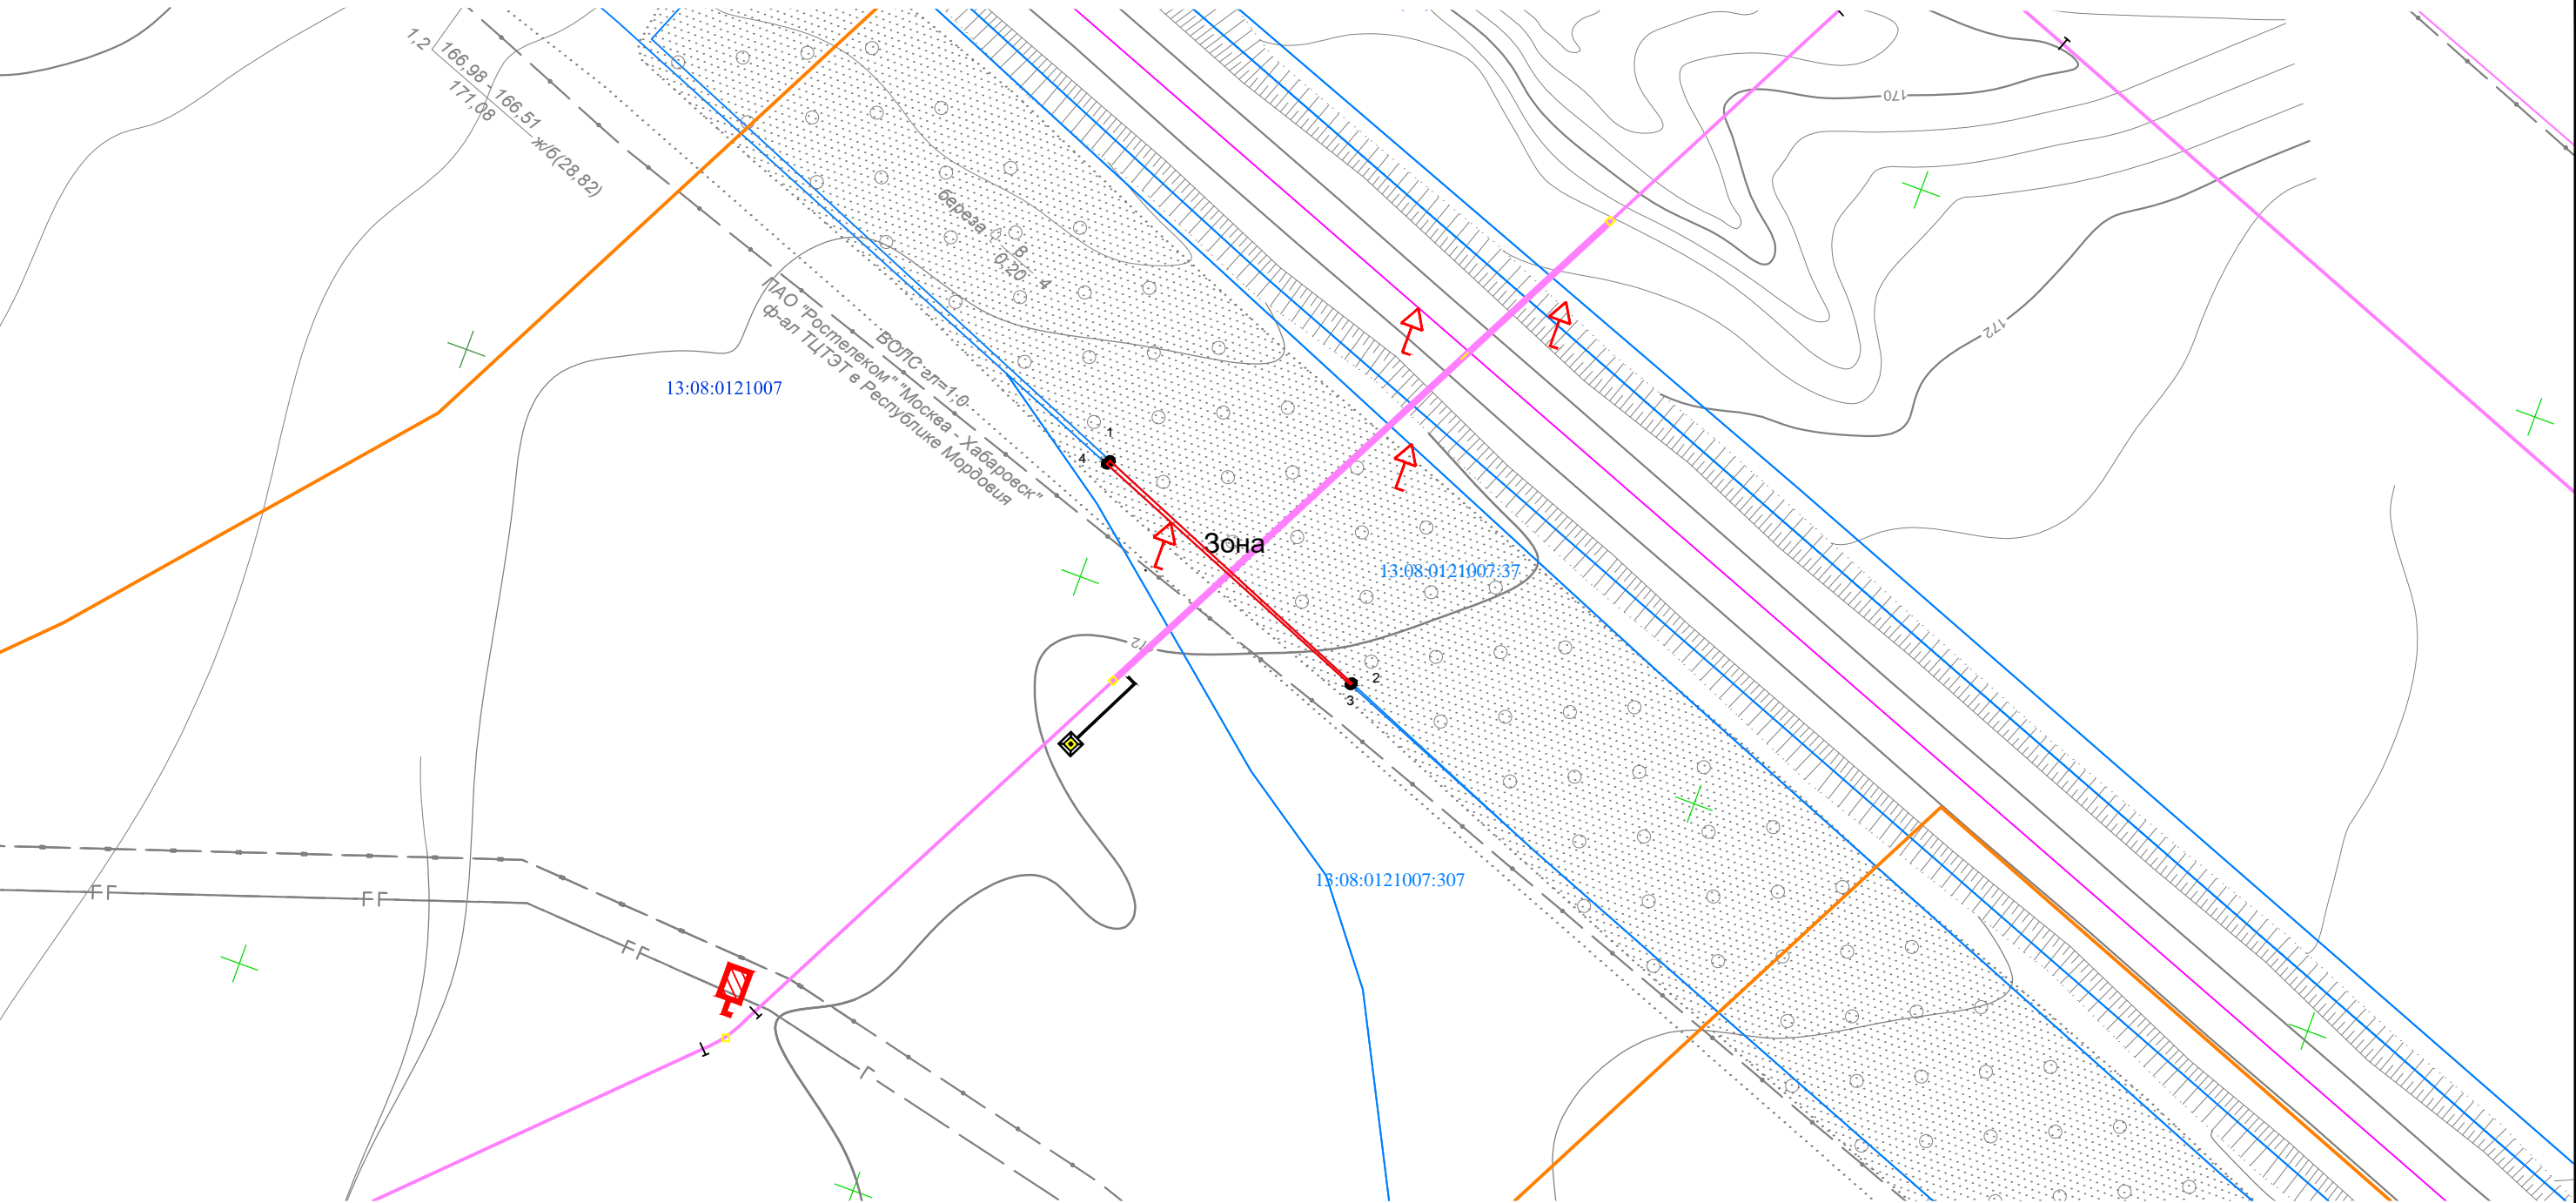 1,2
166,98 - 166,51
171,08
ж/б(28,82)
170
172
береза
8
0.20
4
ПАО "Ростелеком" "Москва - Хабаровск"
ф-ал ТЦТЭТ в Республике Мордовия
ВОЛС гл=1,0
13:08:0121007
1
4
Зона
13:08:0121007:37
2
3
13:08:0121007:307